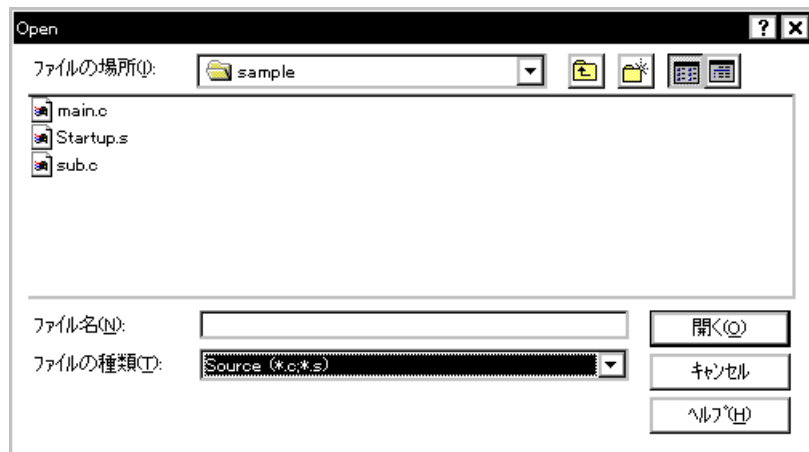 Open
ﾌｧｲﾙの場所(I):
sample
main.c
Startup.s
sub.c
ﾌｧｲﾙ名(N):
開く(O)
ﾌｧｲﾙの種類(T):
Source (*.c;*.s)
ｷｬﾝｾﾙ
ﾍﾙﾌﾟ(H)